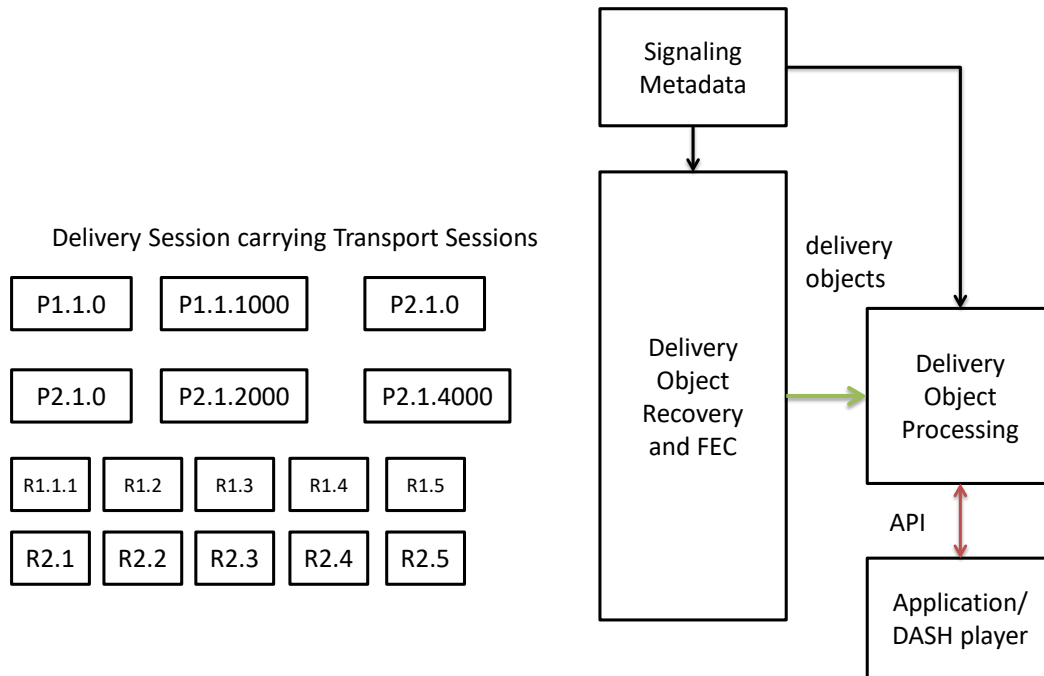 Signaling
Metadata
Delivery Session carrying Transport Sessions
P1.1.0
P1.1.1000
P2.1.0
P2.1.0
P2.1.2000
P2.1.4000
R1.1.1
R1.2
R1.3
R1.4
R1.5
R2.1
R2.2
R2.3
R2.4
R2.5
Delivery
Object
Recovery
and FEC
delivery
objects
Delivery
Object
Processing
API
Application/
DASH player